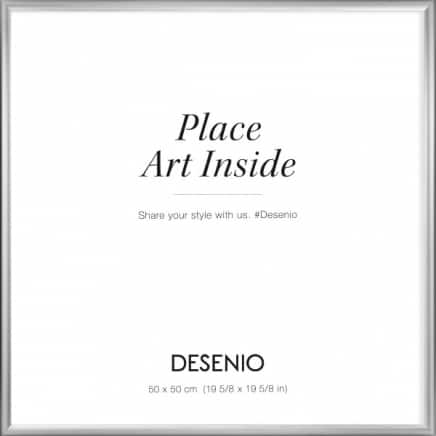 Place
Art Inside
Share your style with us. #Desenio
DESENIO
50 x 50 cm (19 5/8 x 19 5/8 in)